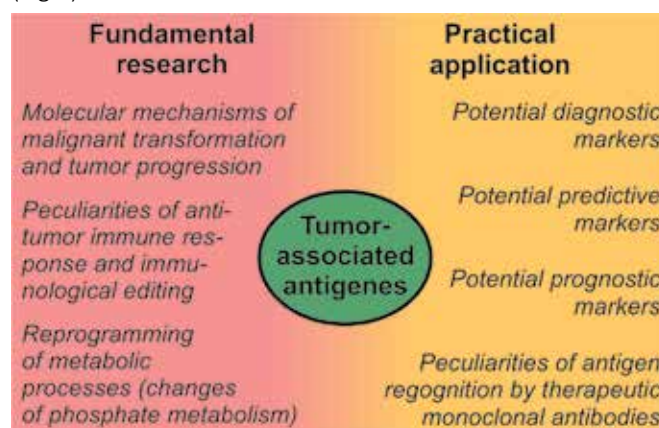 Fundamental
research
Molecular mechanisms of
malignant transformation
and tumor progression
Peculiarities of anti-
tumor immune res-
ponse and immu-
nological editing
Reprogramming
of metabolic
processes (changes
of phosphate metabolism)
Tumor-
associated
antigenes
Practical
application
Potential diagnostic
markers
Potential predictive
markers
Potential prognostic
markers
Peculiarities of antigen
regognition by therapeutic
monoclonal antibodies